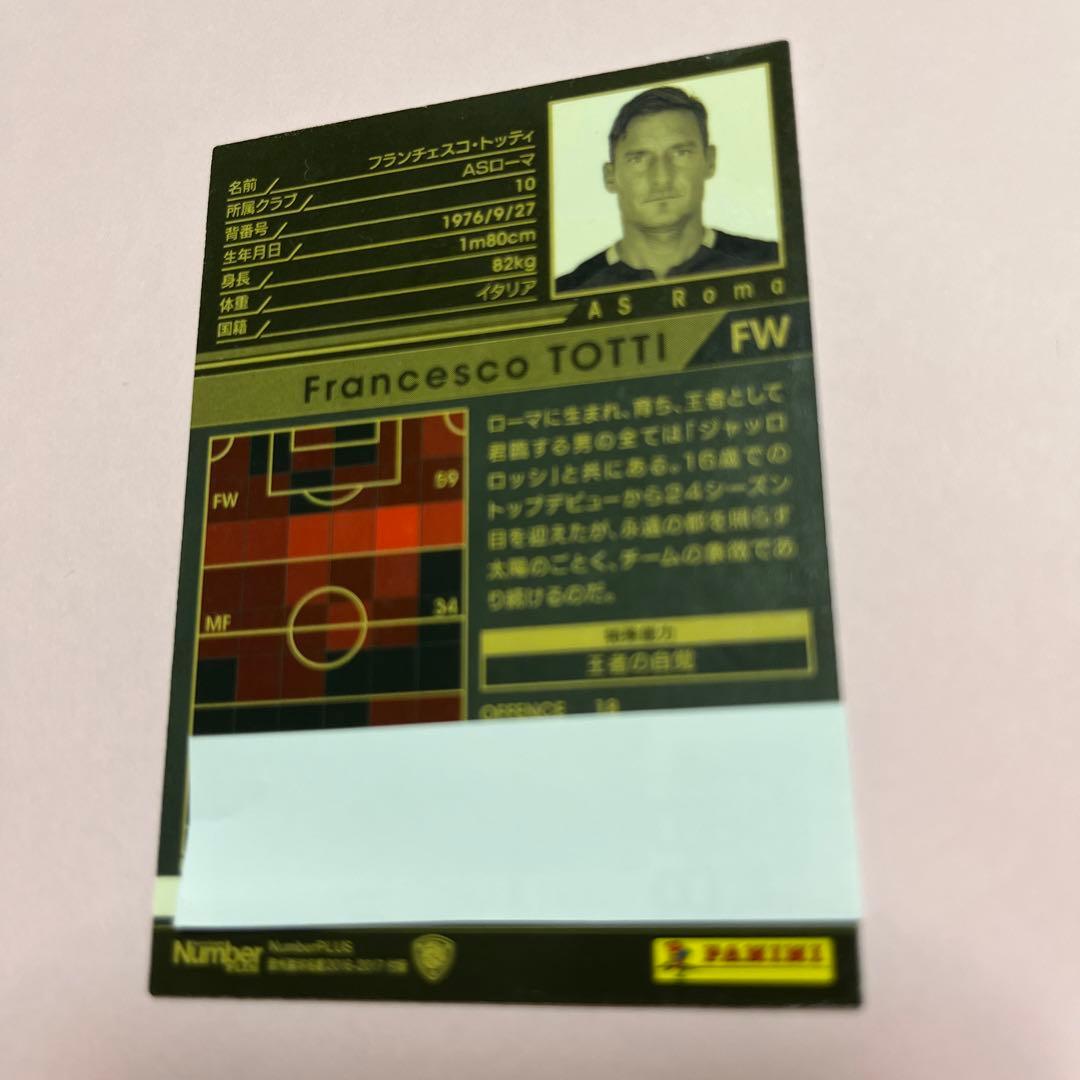 名前 フランチェスコ・トッティ
所属クラブ ASローマ
背番号 10
生年月日 1976/9/27
身長 1m80cm
体重 82kg
国籍 イタリア
AS Roma
Francesco TOTTI FW
ローマに生まれ、育ち、王者として
君臨する男の全ては「ジャッロ
ロッシ」と共にある。16歳での
トップデビューから24シーズン
目を迎えたが、永遠の都を照らす
太陽のごとく、チームの象徴であ
り続けるのだ。
FW 59
MF 34
王者の自覚
OFFENCE 18
Number PLUS
NumberPLUS
PANINI